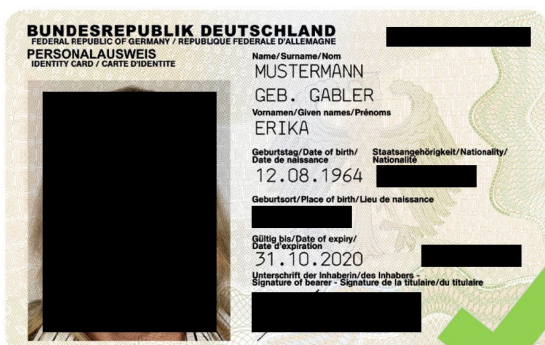 BUNDESREPUBLIK DEUTSCHLAND
FEDERAL REPUBLIC OF GERMANY / REPUBLIQUE FEDERALE D'ALLEMAGNE
PERSONALAUSWEIS
IDENTITY CARD / CARTE D'IDENTITE
Name/Surname/Nom
MUSTERMANN
GEB. GABLER
Vornamen/Given names/Prénoms
ERIKA
Geburtstag/Date of birth/
Date de naissance
Staatsangehörigkeit/Nationality/
Nationalité
12.08.1964
Geburtsort/Place of birth/Lieu de naissance
Gültig bis/Date of expiry/
Date d'expiration
31.10.2020
Unterschrift der Inhaberin/des Inhabers -
Signature of bearer - Signature de la titulaire/du titulaire